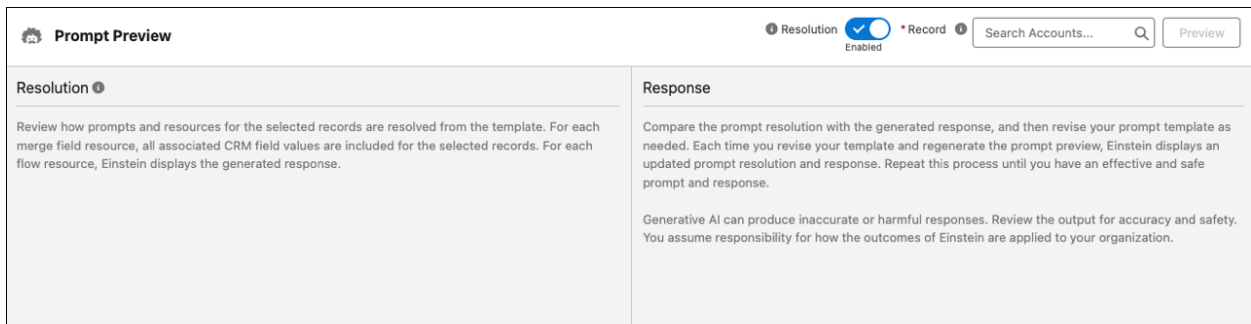 Prompt Preview
Resolution
Enabled
* Record
Search Accounts...
Preview
Resolution
Review how prompts and resources for the selected records are resolved from the template. For each
merge field resource, all associated CRM field values are included for the selected records. For each
flow resource, Einstein displays the generated response.
Response
Compare the prompt resolution with the generated response, and then revise your prompt template as
needed. Each time you revise your template and regenerate the prompt preview, Einstein displays an
updated prompt resolution and response. Repeat this process until you have an effective and safe
prompt and response.
Generative AI can produce inaccurate or harmful responses. Review the output for accuracy and safety.
You assume responsibility for how the outcomes of Einstein are applied to your organization.